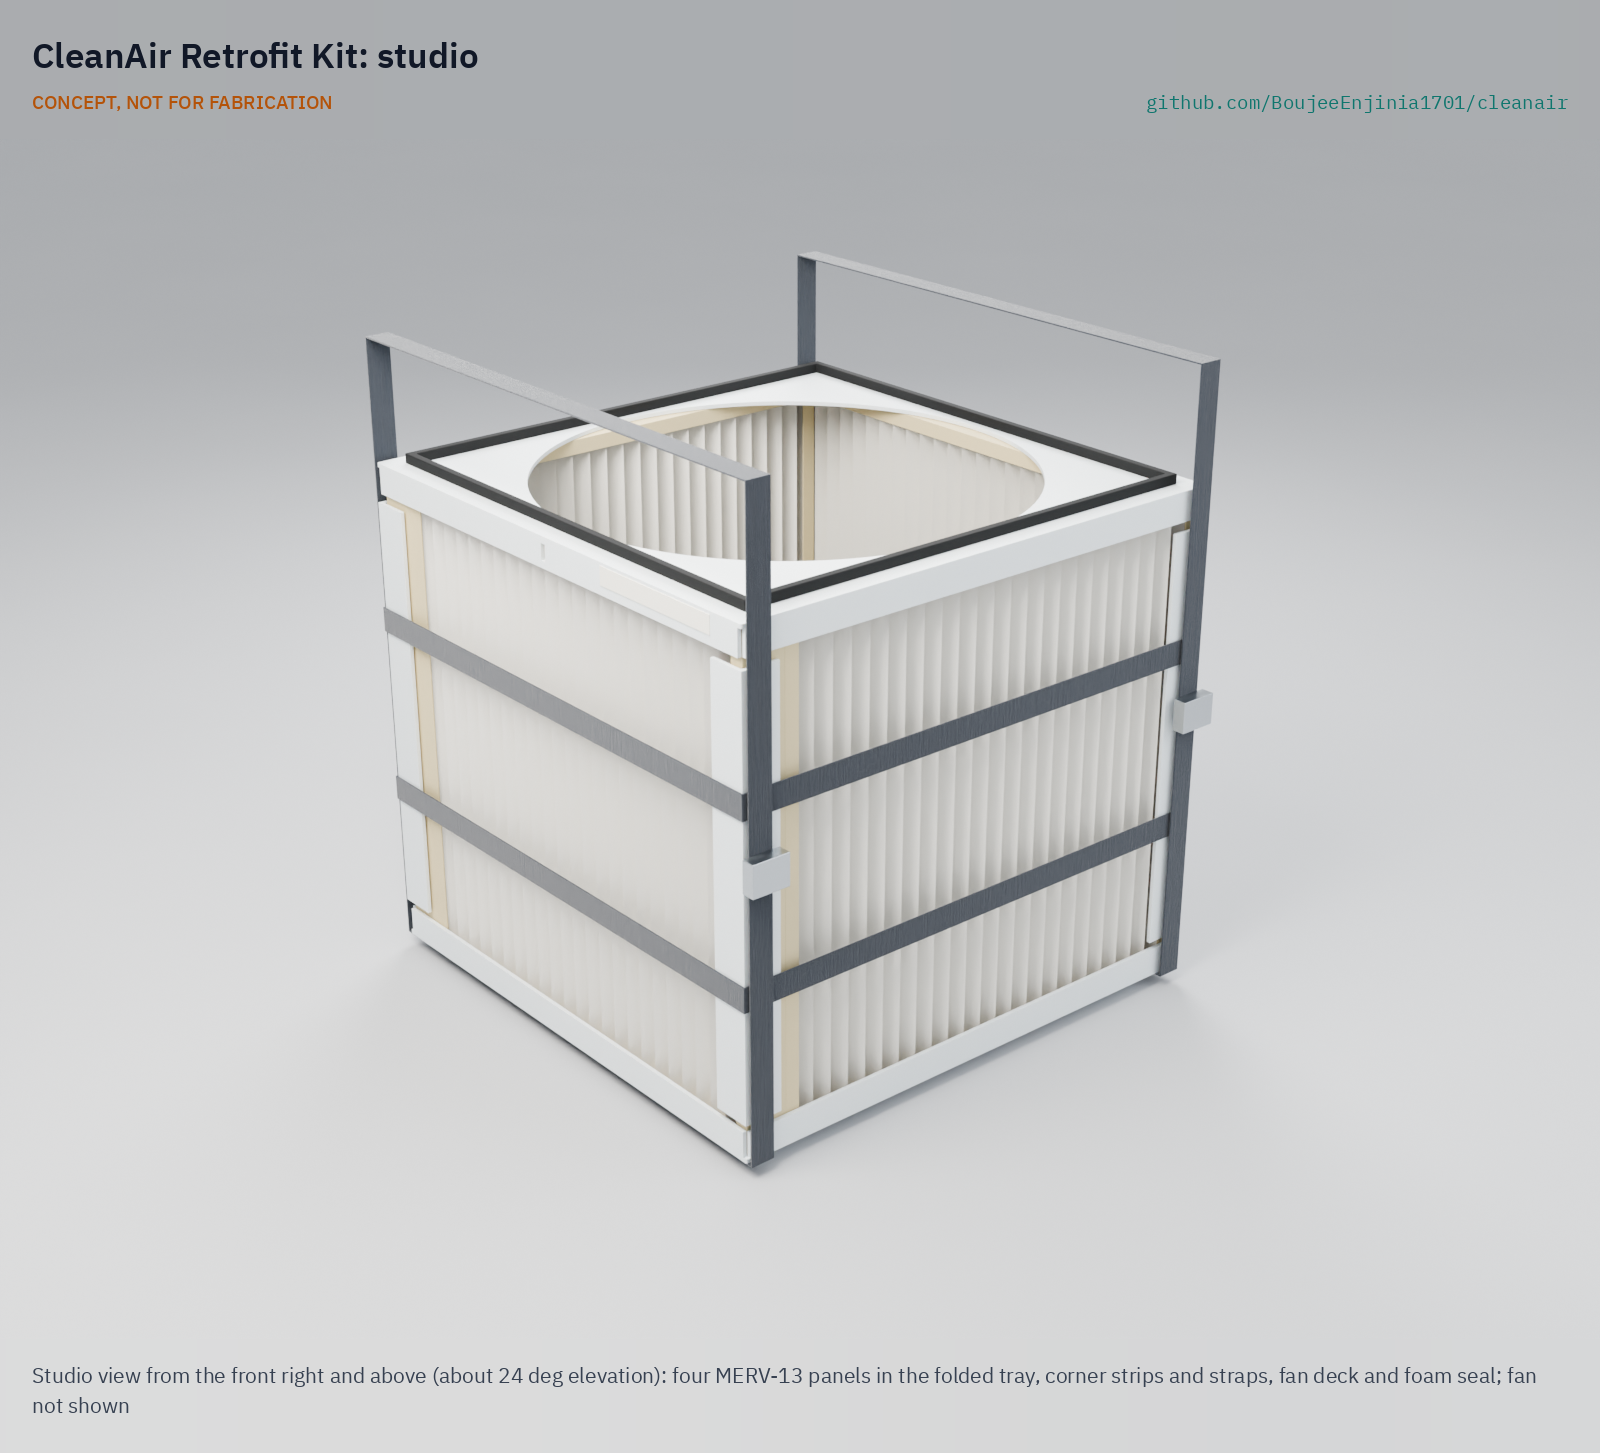 CleanAir Retrofit Kit: studio
CONCEPT, NOT FOR FABRICATION
github.com/BoujeeEnjinia1701/cleanair
Studio view from the front right and above (about 24 deg elevation): four MERV-13 panels in the folded tray, corner strips and straps, fan deck and foam seal; fan
not shown